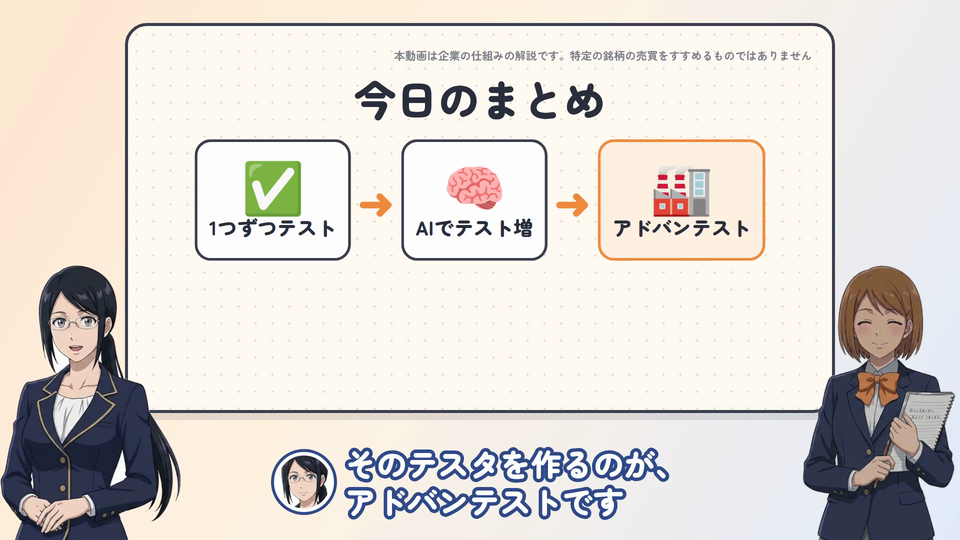 本動画は企業の仕組みの解説です。特定の銘柄の売買をすすめるものではありません
今日のまとめ
1つずつテスト
AIでテスト増
アドバンテスト
そのテスタを作るのが、
アドバンテストです